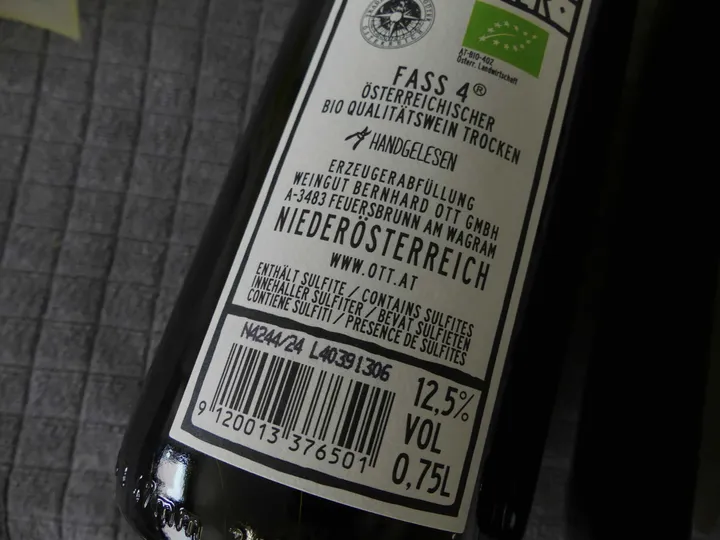 AT-BIO-402
Österr. Landwirtschaft
FASS 4®
ÖSTERREICHISCHER
BIO QUALITÄTSWEIN TROCKEN
HANDGELESEN
ERZEUGERABFÜLLUNG
WEINGUT BERNHARD OTT GMBH
A-3483 FEUERSBRUNN AM WAGRAM
NIEDERÖSTERREICH
WWW.OTT.AT
ENTHÄLT SULFITE / CONTAINS SULFITES
INNEHÅLLER SULFITER / BEVAT SULFIETEN
CONTIENE SULFITI / PRESENCE DE SULFITES
N4244/24 L40391306
9 120013 376501
12,5%
VOL
0,75L